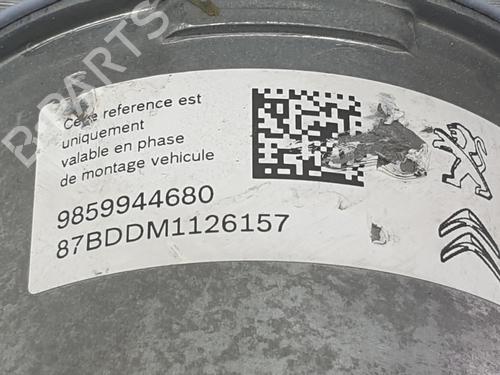 B-PARTS
Cette reference est
uniquement
valable en phase
de montage vehicule
9859944680
87BDDM1126157